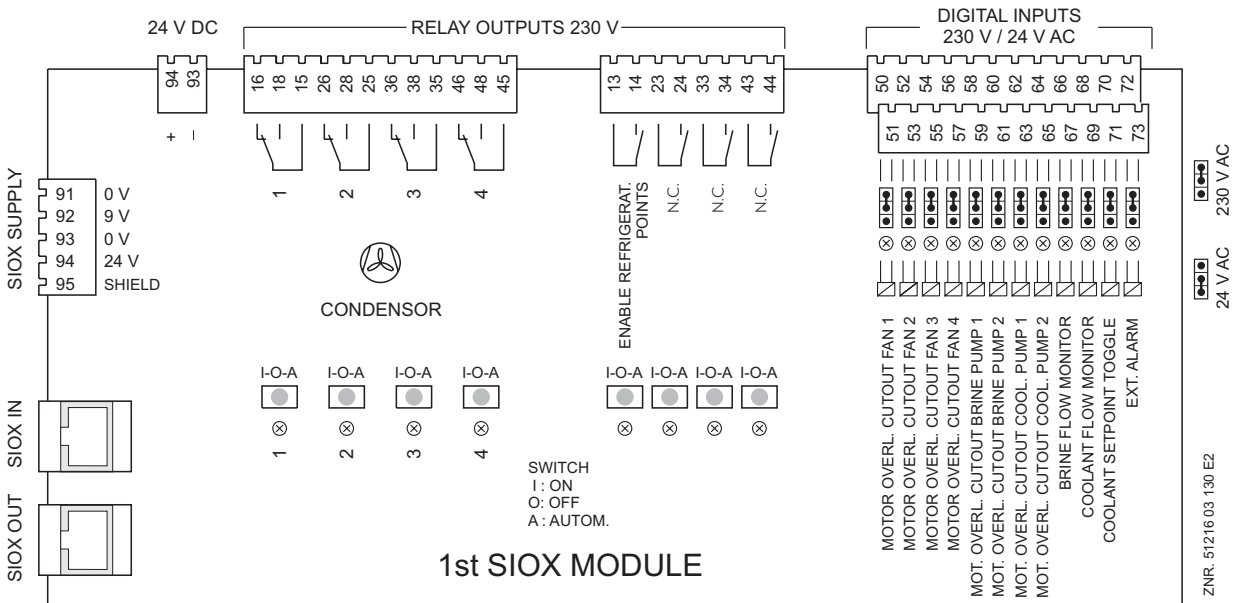 24 V DC
RELAY OUTPUTS 230 V
DIGITAL INPUTS
230 V / 24 V AC
94 93
16 18 15 26 28 25 36 38 35 46 48 45
13 14 23 24 33 34 43 44
50 52 54 56 58 60 62 64 66 68 70 72
51 53 55 57 59 61 63 65 67 69 71 73
+ –
1 2 3 4
ENABLE REFRIGERAT.
POINTS
N.C. N.C. N.C.
SIOX SUPPLY
91 0 V
92 9 V
93 0 V
94 24 V
95 SHIELD
CONDENSOR
230 V AC
24 V AC
I-O-A I-O-A I-O-A I-O-A
I-O-A I-O-A I-O-A I-O-A
1 2 3 4
SWITCH
I : ON
O: OFF
A : AUTOM.
SIOX IN
SIOX OUT
1st SIOX MODULE
MOTOR OVERL. CUTOUT FAN 1
MOTOR OVERL. CUTOUT FAN 2
MOTOR OVERL. CUTOUT FAN 3
MOTOR OVERL. CUTOUT FAN 4
MOT. OVERL. CUTOUT BRINE PUMP 1
MOT. OVERL. CUTOUT BRINE PUMP 2
MOT. OVERL. CUTOUT COOL. PUMP 1
MOT. OVERL. CUTOUT COOL. PUMP 2
BRINE FLOW MONITOR
COOLANT FLOW MONITOR
COOLANT SETPOINT TOGGLE
EXT. ALARM
ZNR. 51216 03 130 E2